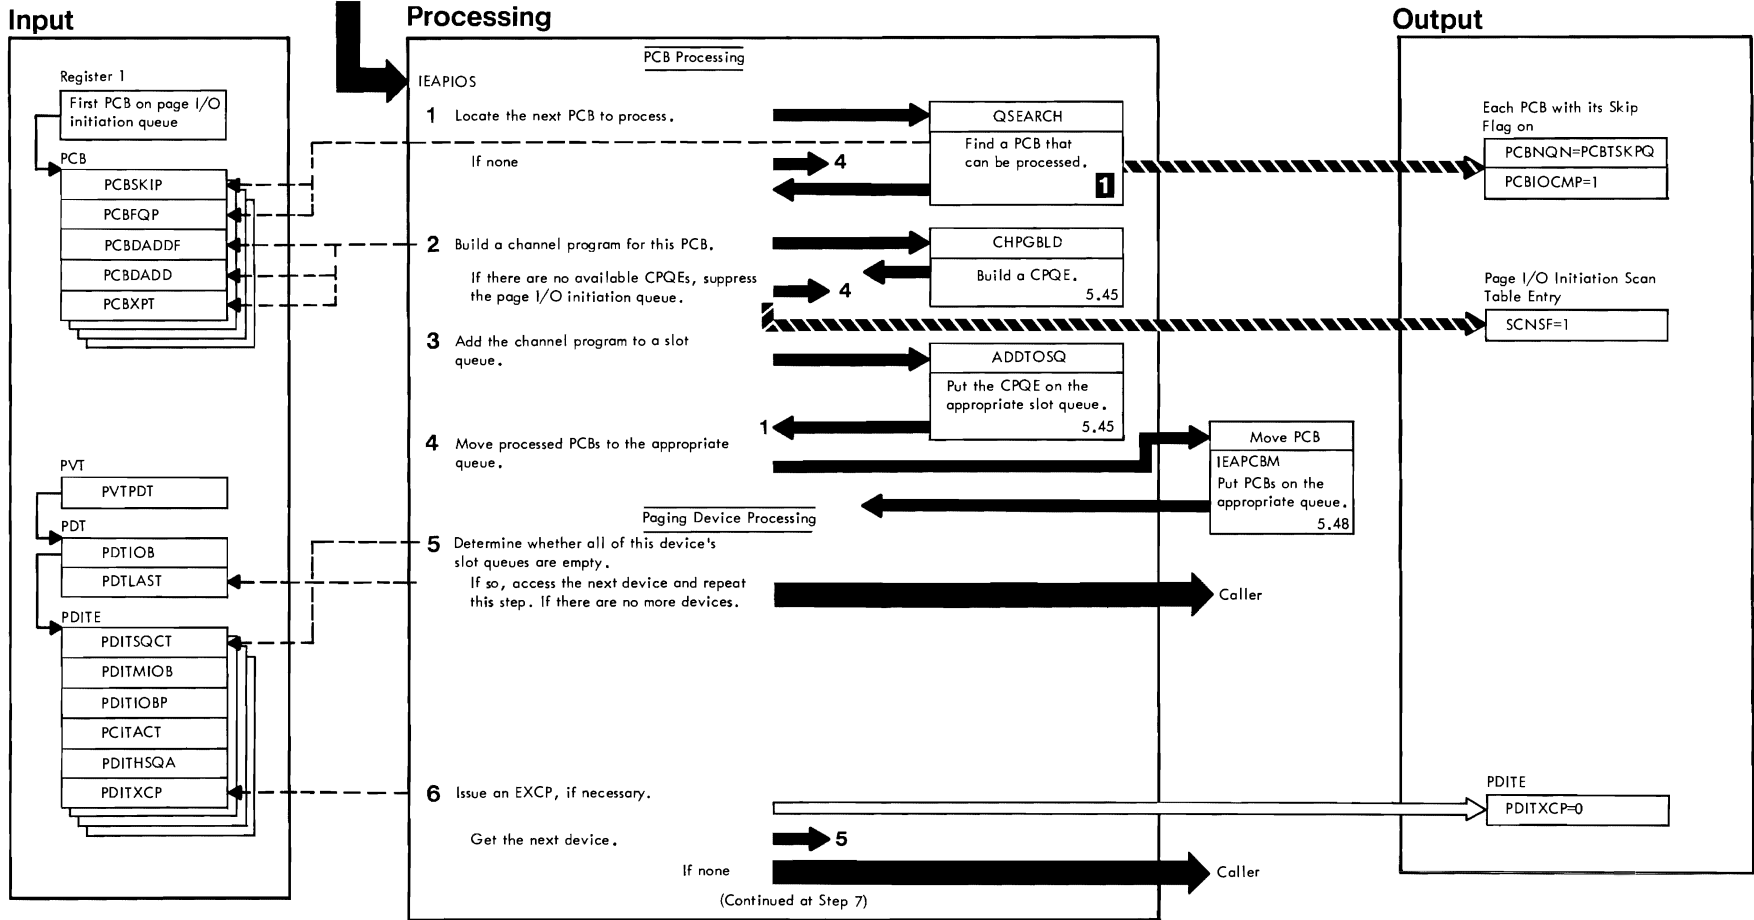 Input
Processing
Output
Register 1
First PCB on page I/O
initiation queue
PCB
PCBSKIP
PCBFQP
PCBDADDF
PCBDADD
PCBXPT
PVT
PVTPDT
PDT
PDTIOB
PDTLAST
PDITE
PDITSQCT
PDITMIOB
PDITIOBP
PCITACT
PDITHSQA
PDITXCP
PCB Processing
IEAPIOS
1 Locate the next PCB to process.
If none
4
QSEARCH
Find a PCB that
can be processed.
1
2 Build a channel program for this PCB.
If there are no available CPQEs, suppress
the page I/O initiation queue.
4
CHPGBLD
Build a CPQE.
5.45
3 Add the channel program to a slot
queue.
ADDTOSQ
Put the CPQE on the
appropriate slot queue.
5.45
1
4 Move processed PCBs to the appropriate
queue.
Move PCB
IEAPCBM
Put PCBs on the
appropriate queue.
5.48
Paging Device Processing
5 Determine whether all of this device's
slot queues are empty.
If so, access the next device and repeat
this step. If there are no more devices.
Caller
6 Issue an EXCP, if necessary.
Get the next device.
5
If none
Caller
(Continued at Step 7)
Each PCB with its Skip
Flag on
PCBNQN=PCBTSKPQ
PCBIOCMP=1
Page I/O Initiation Scan
Table Entry
SCNSF=1
PDITE
PDITXCP=0